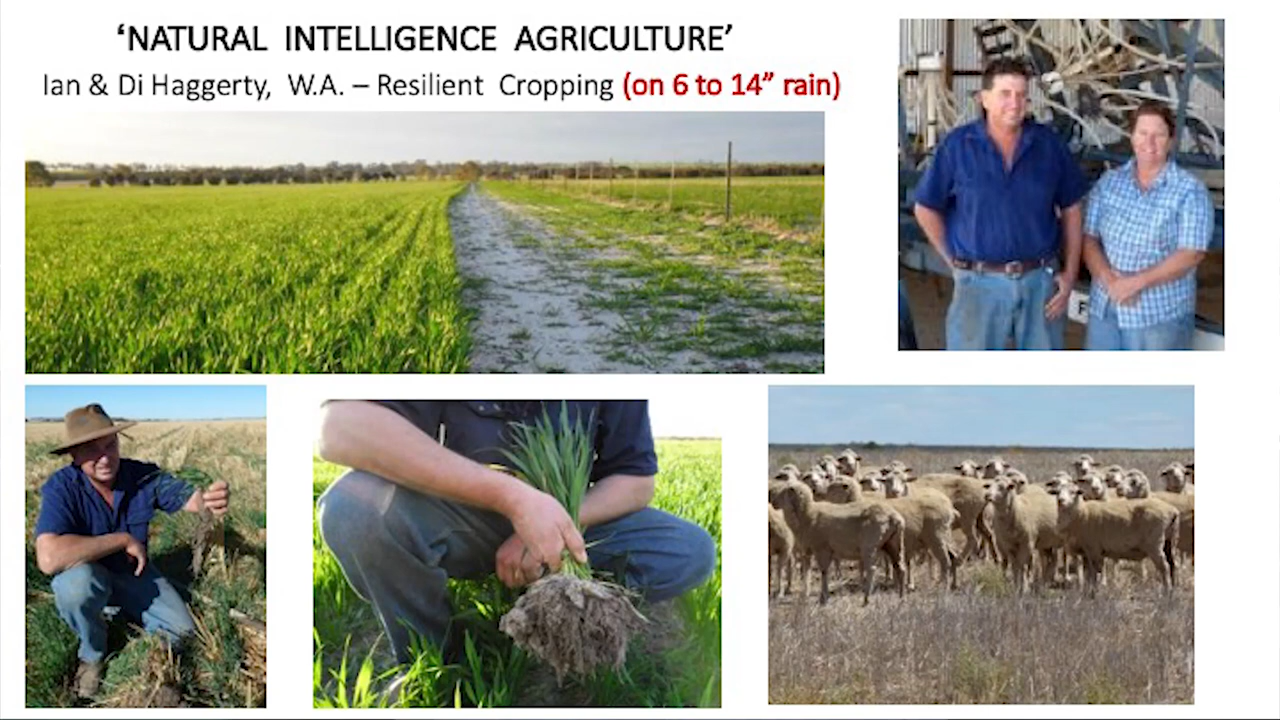 ‘NATURAL INTELLIGENCE AGRICULTURE’
Ian & Di Haggerty, W.A. – Resilient Cropping (on 6 to 14” rain)